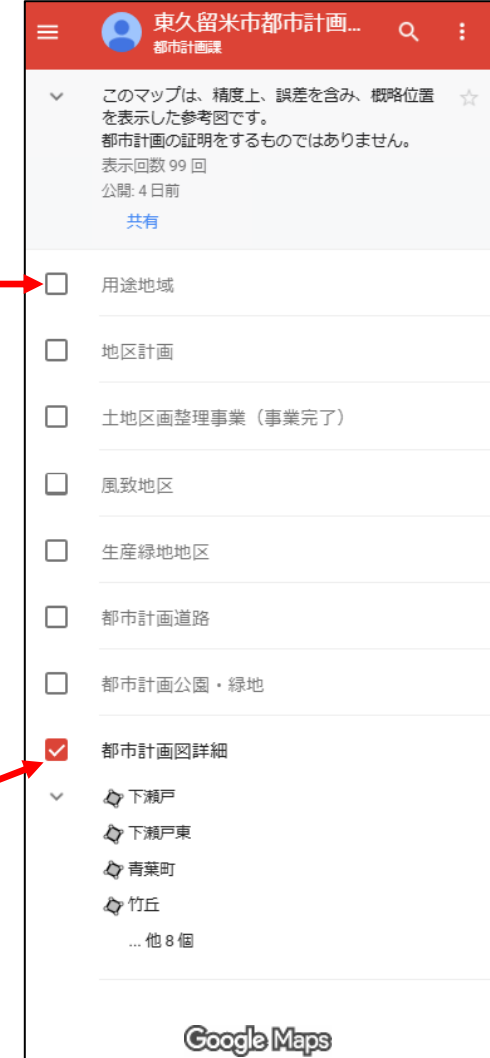 東久留米市都市計画...
都市計画課
このマップは、精度上、誤差を含み、概略位置
を表示した参考図です。
都市計画の証明をするものではありません。
表示回数 99 回
公開: 4 日前
共有
用途地域
地区計画
土地区画整理事業（事業完了）
風致地区
生産緑地地区
都市計画道路
都市計画公園・緑地
都市計画図詳細
下瀬戸
下瀬戸東
青葉町
竹丘
... 他 8 個
Google Maps